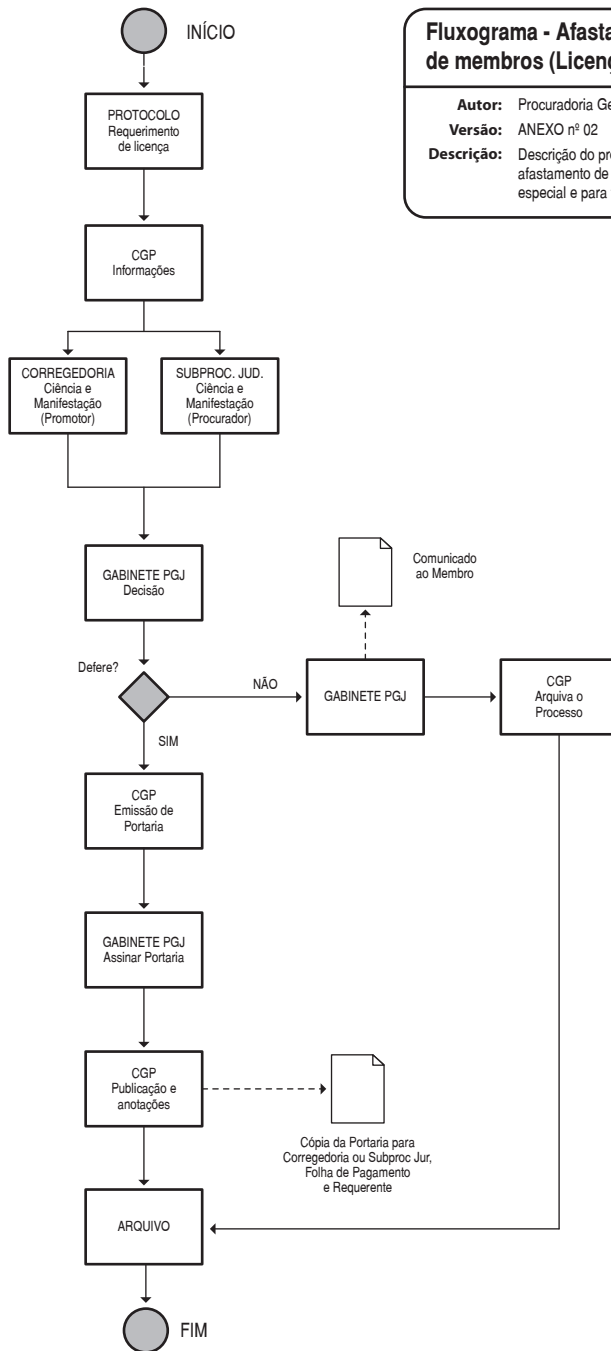 INÍCIO
Fluxograma - Afasta
de membros (Licenç
Autor: Procuradoria Ge
Versão: ANEXO nº 02
Descrição: Descrição do pro
afastamento de
especial e para
PROTOCOLO
Requerimento
de licença
CGP
Informações
CORREGEDORIA
Ciência e
Manifestação
(Promotor)
SUBPROC. JUD.
Ciência e
Manifestação
(Procurador)
GABINETE PGJ
Decisão
Comunicado
ao Membro
Defere?
NÃO
GABINETE PGJ
CGP
Arquiva o
Processo
SIM
CGP
Emissão de
Portaria
GABINETE PGJ
Assinar Portaria
CGP
Publicação e
anotações
Cópia da Portaria para
Corregedoria ou Subproc Jur,
Folha de Pagamento
e Requerente
ARQUIVO
FIM